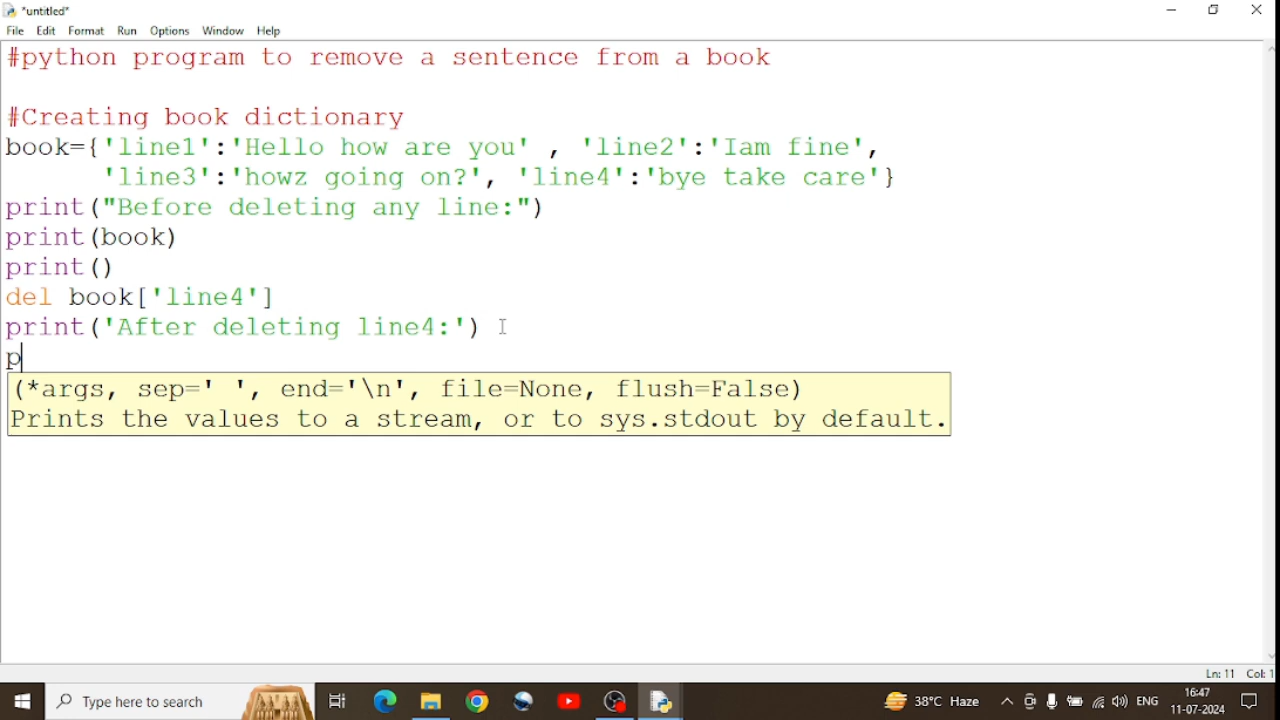 *untitled*
File Edit Format Run Options Window Help
#python program to remove a sentence from a book
#Creating book dictionary
book={'line1':'Hello how are you' , 'line2':'Iam fine',
'line3':'howz going on?', 'line4':'bye take care'}
print("Before deleting any line:")
print(book)
print()
del book['line4']
print('After deleting line4:')
p
(*args, sep=' ', end='\n', file=None, flush=False)
Prints the values to a stream, or to sys.stdout by default.
Ln: 11 Col: 1
Type here to search
38°C Haze
ENG
16:47
11-07-2024